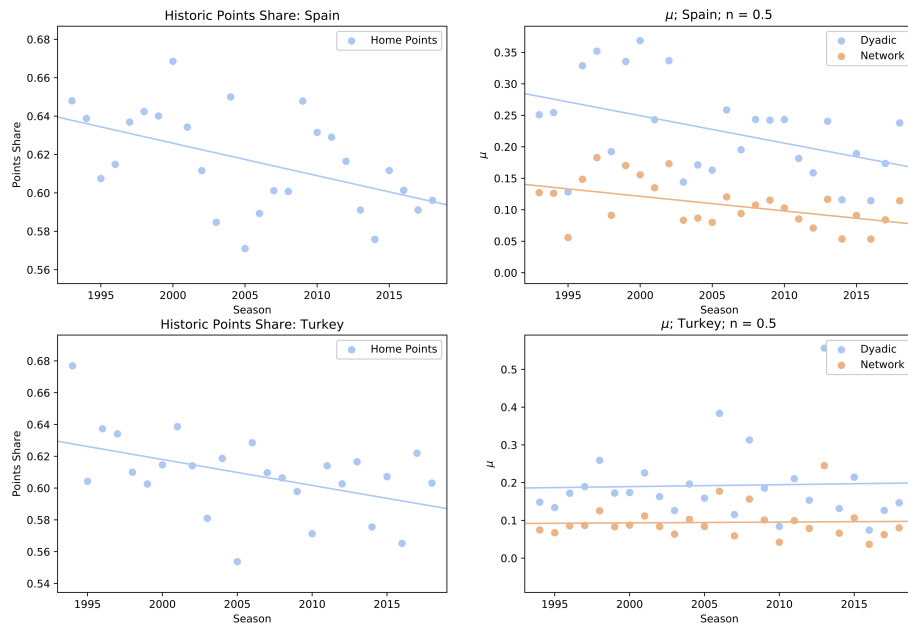 Historic Points Share: Spain
0.68
0.66
0.64
0.62
0.60
0.58
0.56
Points Share
Home Points
1995
2000
2005
2010
2015
Season
μ; Spain; n = 0.5
0.35
0.30
0.25
0.20
0.15
0.10
0.05
0.00
μ
Dyadic
Network
1995
2000
2005
2010
2015
Season
Historic Points Share: Turkey
0.68
0.66
0.64
0.62
0.60
0.58
0.56
0.54
Points Share
Home Points
1995
2000
2005
2010
2015
Season
μ; Turkey; n = 0.5
0.5
0.4
0.3
0.2
0.1
0.0
μ
Dyadic
Network
1995
2000
2005
2010
2015
Season